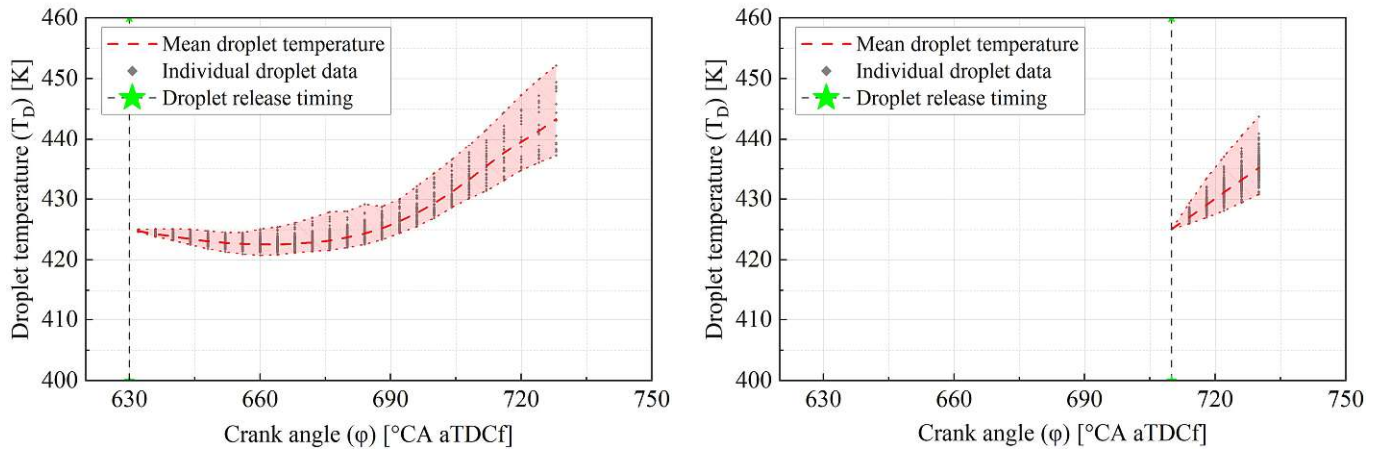 Droplet temperature (T_D) [K]
460
450
440
430
420
410
400
Mean droplet temperature
Individual droplet data
Droplet release timing
630
660
690
720
750
Crank angle (φ) [°CA aTDCf]
Droplet temperature (T_D) [K]
460
450
440
430
420
410
400
Mean droplet temperature
Individual droplet data
Droplet release timing
630
660
690
720
750
Crank angle (φ) [°CA aTDCf]